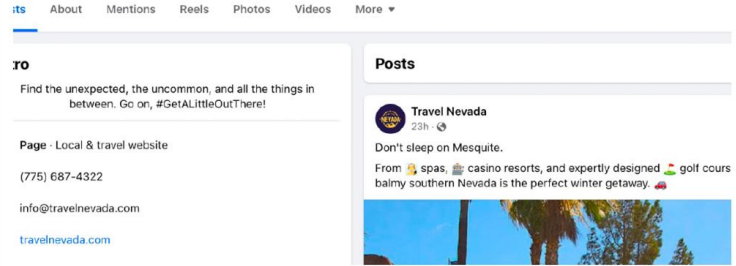 About Mentions Reels Photos Videos More
Find the unexpected, the uncommon, and all the things in
between. Go on, #GetALittleOutThere!
Page · Local & travel website
(775) 687-4322
info@travelnevada.com
travelnevada.com
Posts
NEVADA
Travel Nevada
23h ·
Don't sleep on Mesquite.
From 🧖 spas, 🎰 casino resorts, and expertly designed ⛳ golf cours
balmy southern Nevada is the perfect winter getaway. 🚗